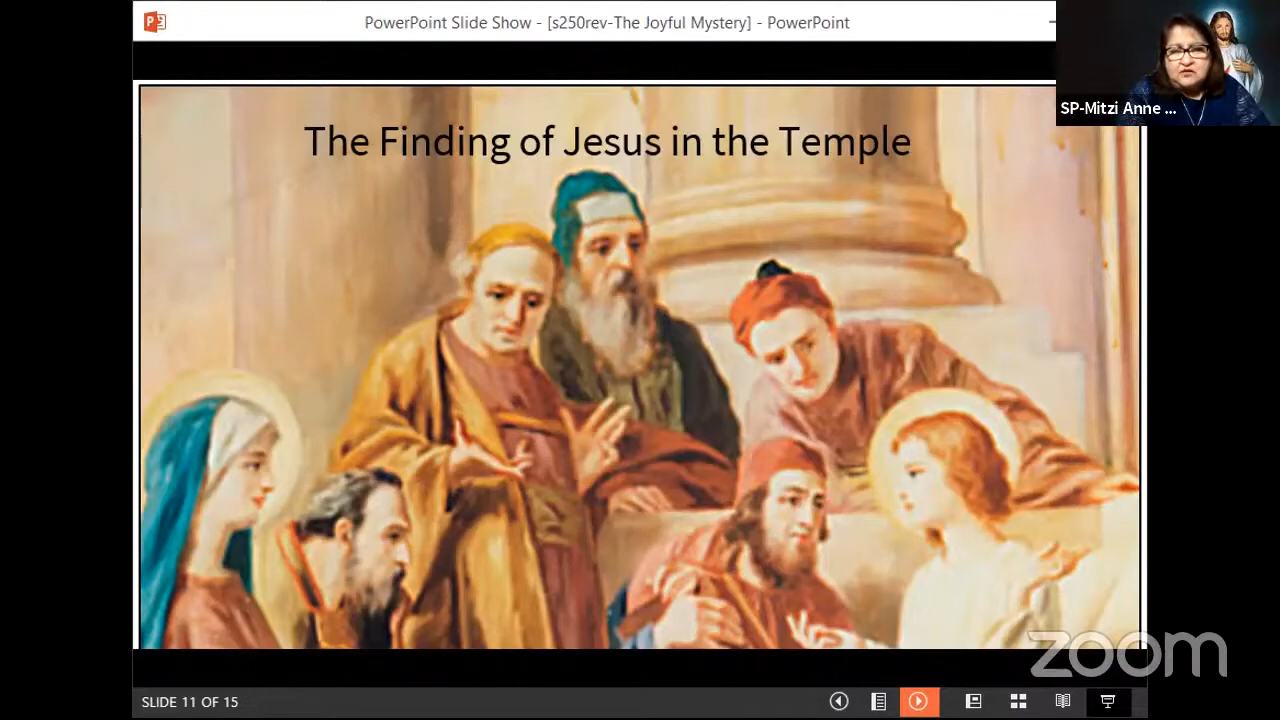 PowerPoint Slide Show - [s250rev-The Joyful Mystery] - PowerPoint
SP-Mitzi Anne ...
The Finding of Jesus in the Temple
zoom
SLIDE 11 OF 15